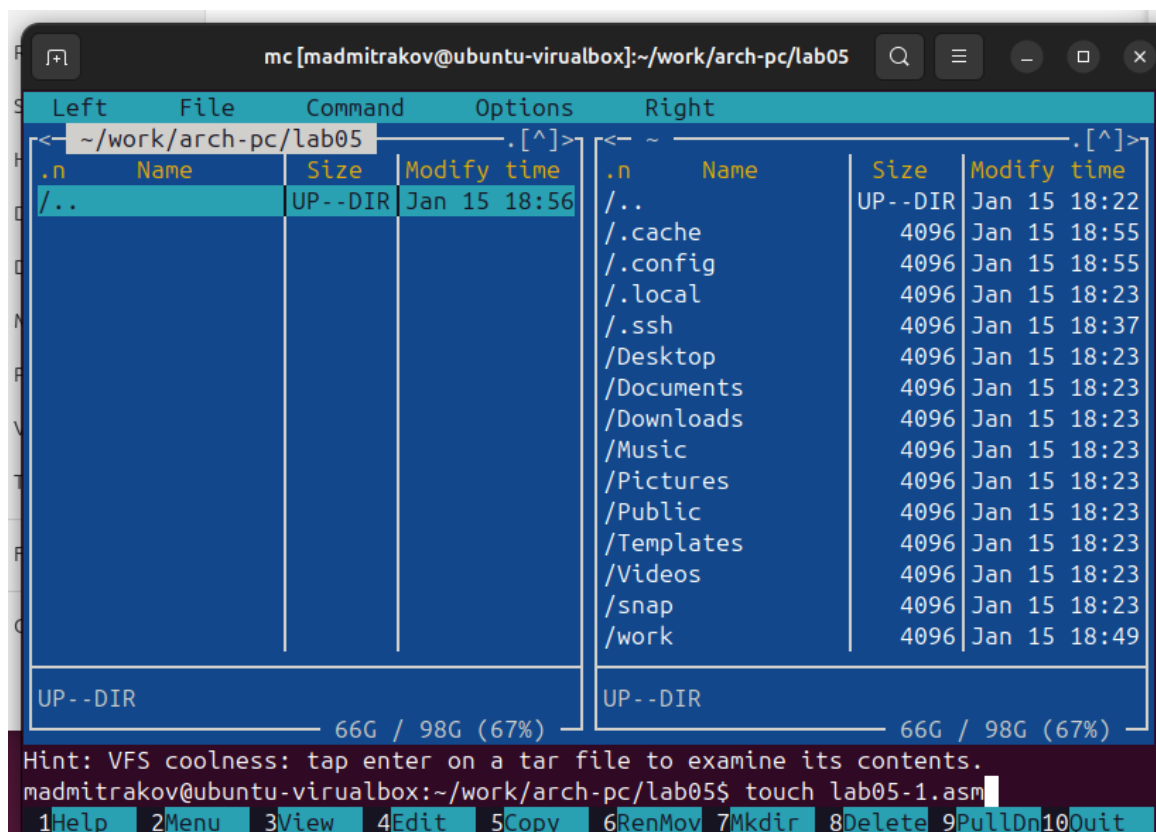 mc [madmitrakov@ubuntu-virualbox]:~/work/arch-pc/lab05
Left File Command Options Right
<─ ~/work/arch-pc/lab05 ─.[^]> <─ ~ ─.[^]>
.n Name Size Modify time .n Name Size Modify time
/.. UP--DIR Jan 15 18:56 /.. UP--DIR Jan 15 18:22
/.cache 4096 Jan 15 18:55
/.config 4096 Jan 15 18:55
/.local 4096 Jan 15 18:23
/.ssh 4096 Jan 15 18:37
/Desktop 4096 Jan 15 18:23
/Documents 4096 Jan 15 18:23
/Downloads 4096 Jan 15 18:23
/Music 4096 Jan 15 18:23
/Pictures 4096 Jan 15 18:23
/Public 4096 Jan 15 18:23
/Templates 4096 Jan 15 18:23
/Videos 4096 Jan 15 18:23
/snap 4096 Jan 15 18:23
/work 4096 Jan 15 18:49
UP--DIR UP--DIR
66G / 98G (67%) 66G / 98G (67%)
Hint: VFS coolness: tap enter on a tar file to examine its contents.
madmitrakov@ubuntu-virualbox:~/work/arch-pc/lab05$ touch lab05-1.asm
1Help 2Menu 3View 4Edit 5Copy 6RenMov 7Mkdir 8Delete 9PullDn 10Quit